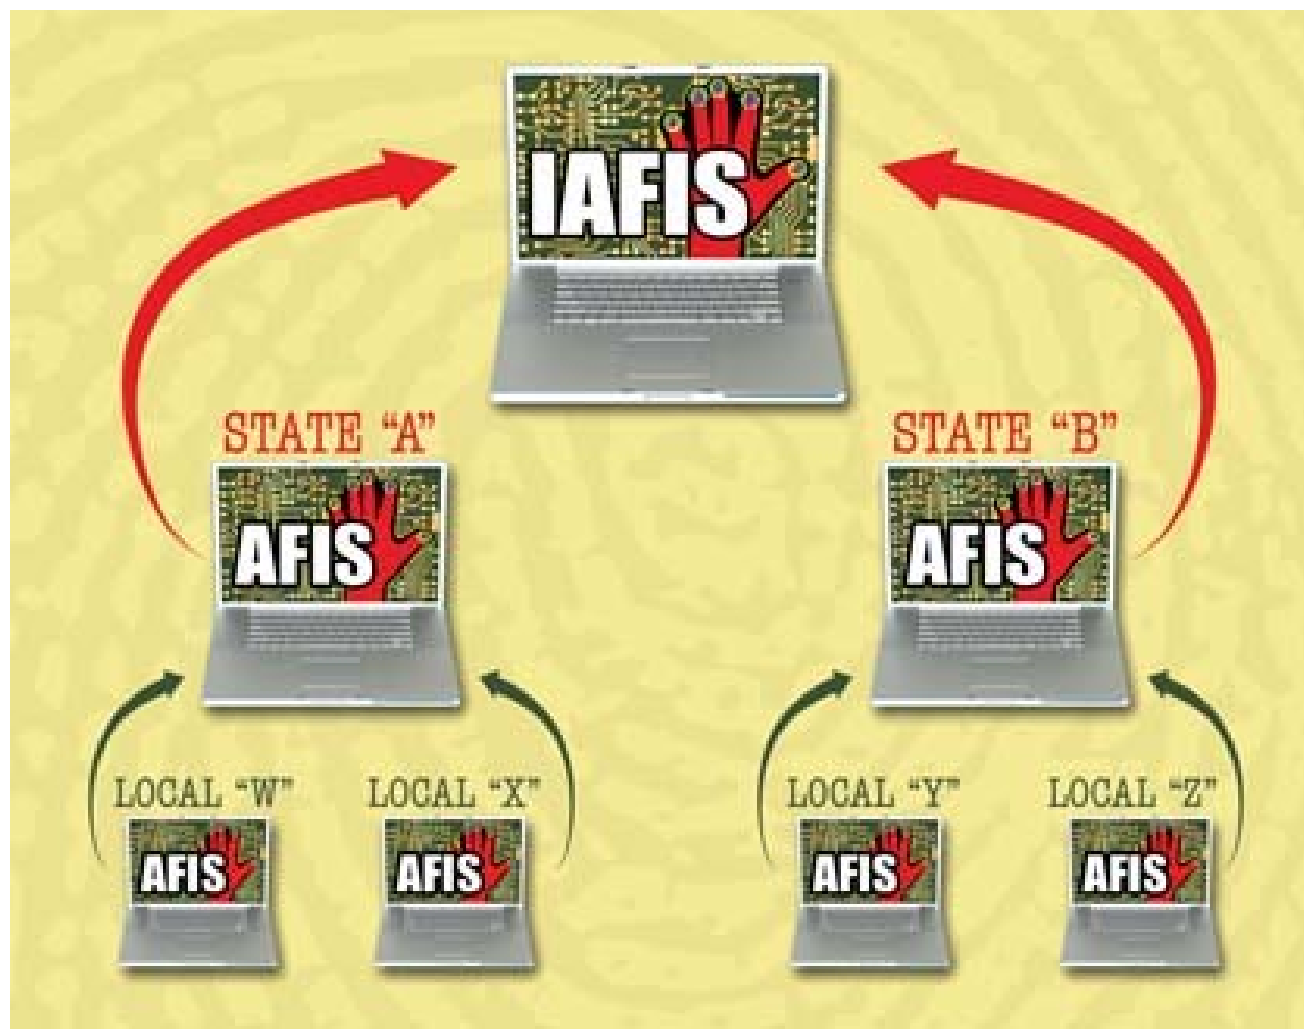 IAFIS
STATE “A”
STATE “B”
AFIS
AFIS
LOCAL “W”
LOCAL “X”
LOCAL “Y”
LOCAL “Z”
AFIS
AFIS
AFIS
AFIS